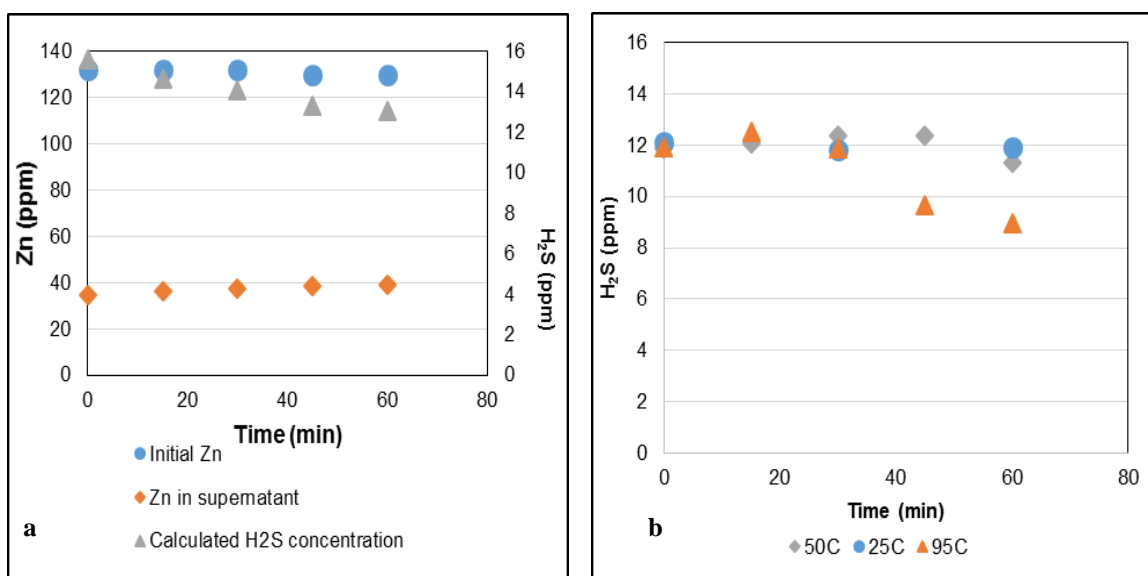 140
120
100
80
60
40
20
0
Zn (ppm)
16
14
12
10
8
6
4
2
0
H₂S (ppm)
0 20 40 60 80
Time (min)
Initial Zn
Zn in supernatant
Calculated H2S concentration
a
16
14
12
10
8
6
4
2
0
H₂S (ppm)
0 20 40 60 80
Time (min)
50C 25C 95C
b